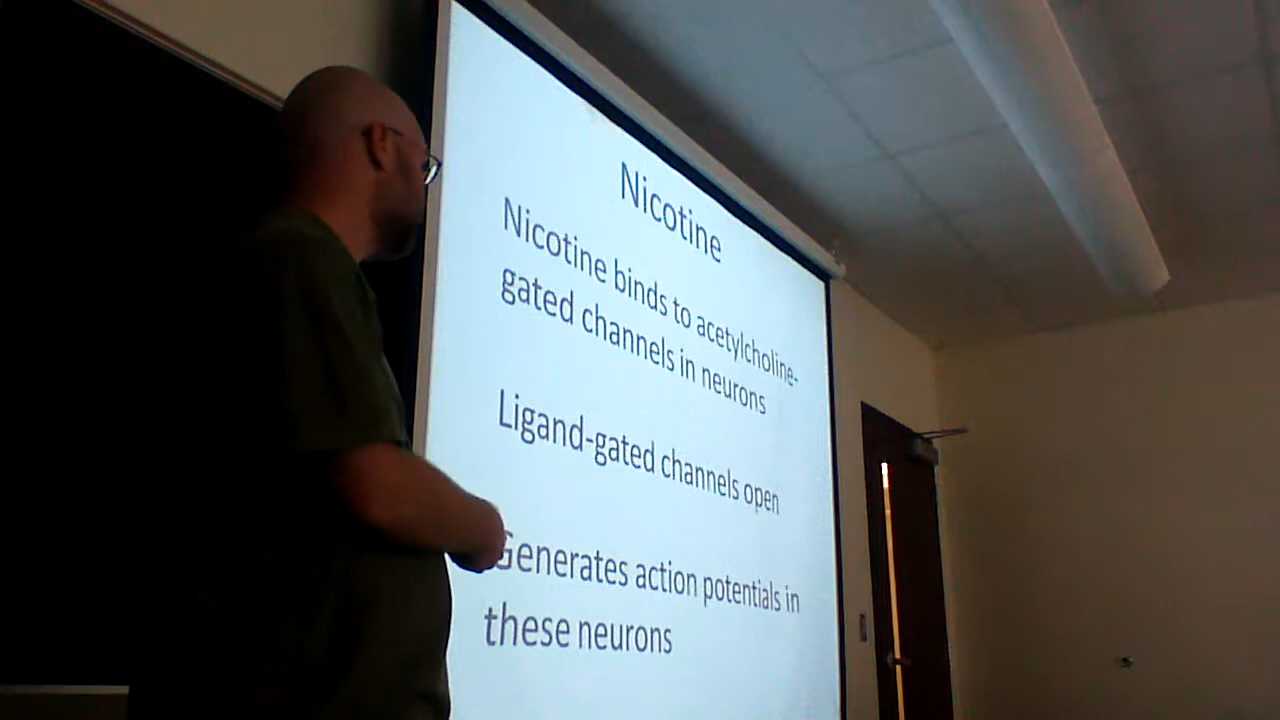 Nicotine
Nicotine binds to acetylcholine-
gated channels in neurons
Ligand-gated channels open
Generates action potentials in
these neurons